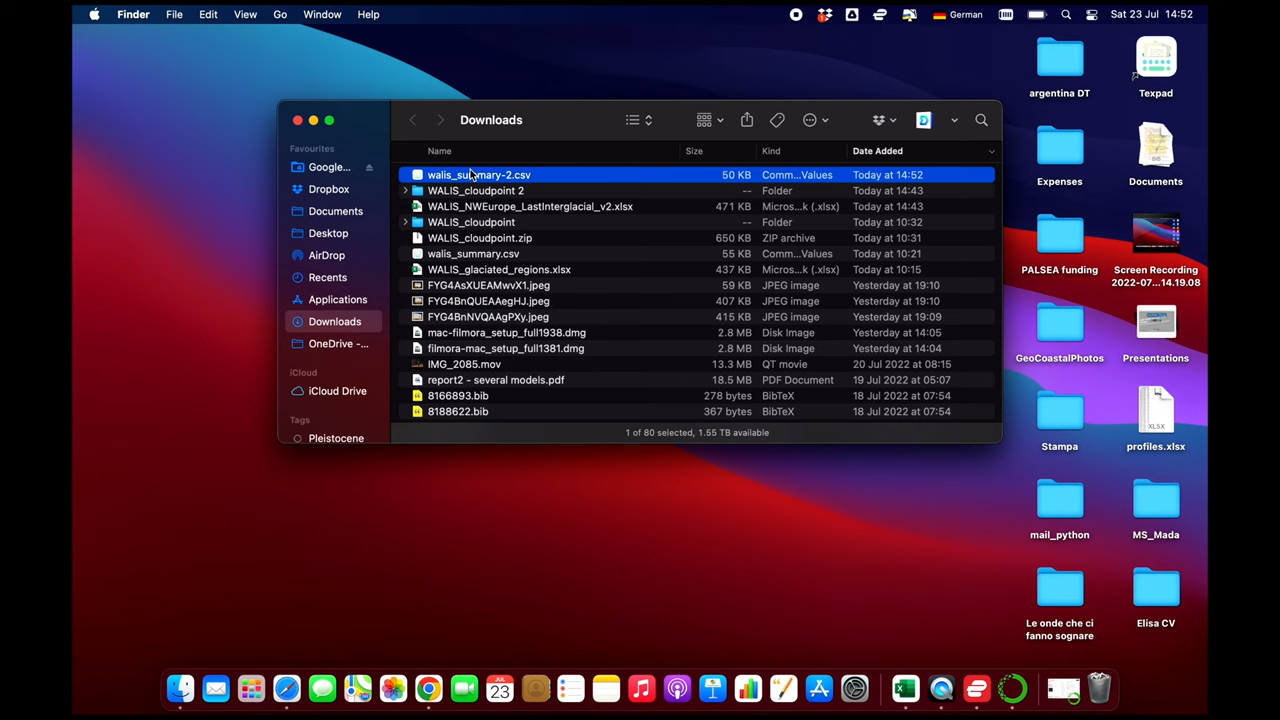 Finder File Edit View Go Window Help
German Sat 23 Jul 14:52
argentina DT
Texpad
Expenses
Documents
PALSEA funding
Screen Recording
2022-07...14.19.08
GeoCoastalPhotos
Presentations
Stampa
XLSX
profiles.xlsx
mail_python
MS_Mada
Le onde che ci
fanno sognare
Elisa CV
Downloads
Favourites
Google...
Dropbox
Documents
Desktop
AirDrop
Recents
Applications
Downloads
OneDrive -...
iCloud
iCloud Drive
Tags
Pleistocene
Name Size Kind Date Added
walis_summary-2.csv 50 KB Comm...Values Today at 14:52
WALIS_cloudpoint 2 -- Folder Today at 14:43
WALIS_NWEurope_LastInterglacial_v2.xlsx 471 KB Micros...k (.xlsx) Today at 14:43
WALIS_cloudpoint -- Folder Today at 10:32
WALIS_cloudpoint.zip 650 KB ZIP archive Today at 10:31
walis_summary.csv 55 KB Comm...Values Today at 10:21
WALIS_glaciated_regions.xlsx 437 KB Micros...k (.xlsx) Today at 10:15
FYG4AsXUEAMwvX1.jpeg 59 KB JPEG image Yesterday at 19:10
FYG4BnQUEAAegHJ.jpeg 407 KB JPEG image Yesterday at 19:10
FYG4BnNVQAAgPXy.jpeg 415 KB JPEG image Yesterday at 19:09
mac-filmora_setup_full1938.dmg 2.8 MB Disk Image Yesterday at 14:05
filmora-mac_setup_full1381.dmg 2.8 MB Disk Image Yesterday at 14:04
IMG_2085.mov 13.3 MB QT movie 20 Jul 2022 at 08:15
report2 - several models.pdf 18.5 MB PDF Document 19 Jul 2022 at 05:07
8166893.bib 278 bytes BibTeX 18 Jul 2022 at 07:54
8188622.bib 367 bytes BibTeX 18 Jul 2022 at 07:54
1 of 80 selected, 1.55 TB available
JUL
23